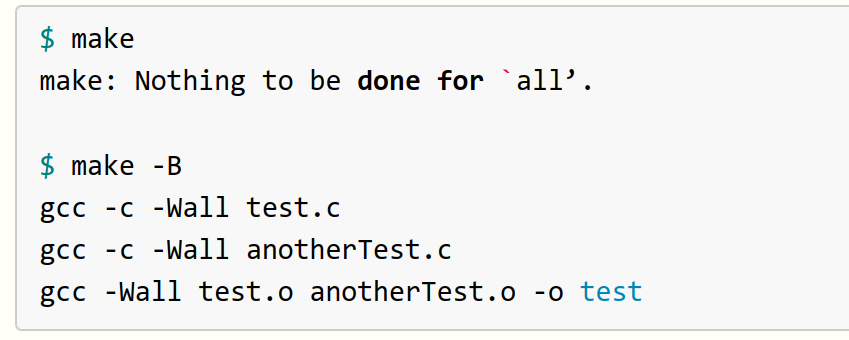 $ make
make: Nothing to be done for `all’.
$ make -B
gcc -c -Wall test.c
gcc -c -Wall anotherTest.c
gcc -Wall test.o anotherTest.o -o test